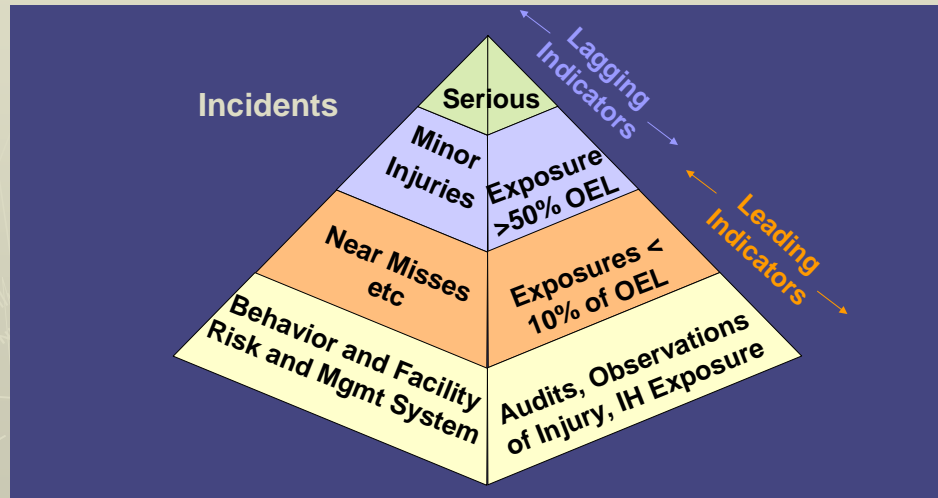 Incidents
Lagging
Indicators
Serious
Minor
Injuries
Exposure
>50% OEL
Leading
Indicators
Near Misses
etc
Exposures <
10% of OEL
Behavior and Facility
Risk and Mgmt System
Audits, Observations
of Injury, IH Exposure